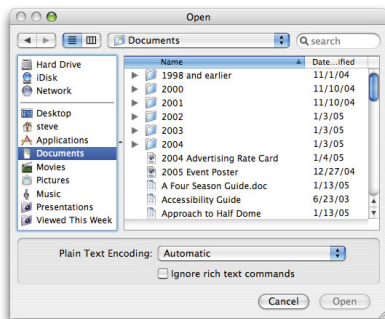 Open
Documents
search
Name Date...ified
Hard Drive
iDisk
Network
Desktop
steve
Applications
Documents
Movies
Pictures
Music
Presentations
Viewed This Week
1998 and earlier 11/1/04
2000 11/10/04
2001 11/10/04
2002 1/3/05
2003 1/3/05
2004 1/3/05
2004 Advertising Rate Card 1/4/05
2005 Event Poster 12/27/04
A Four Season Guide.doc 1/13/05
Accessibility Guide 6/23/03
Approach to Half Dome 1/13/05
Plain Text Encoding: Automatic
Ignore rich text commands
Cancel Open